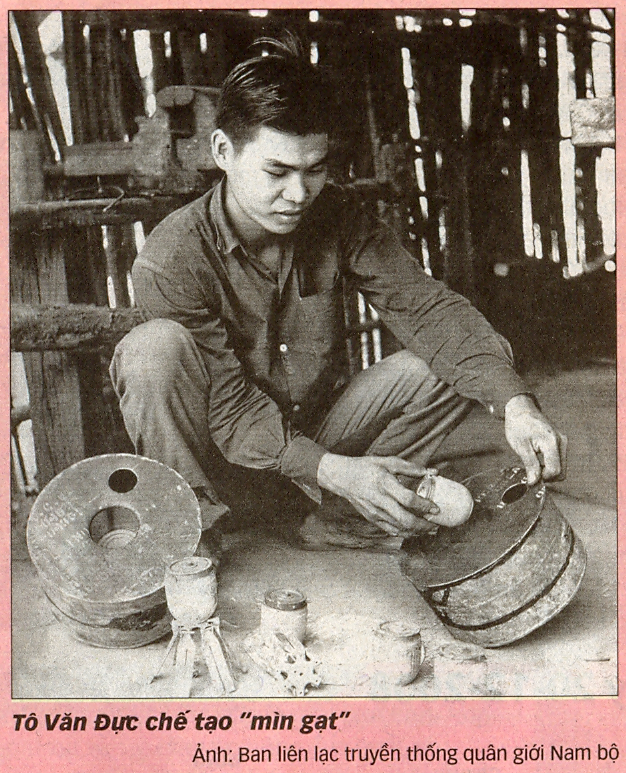 Tô Văn Đực chế tạo “mìn gạt”
Ảnh: Ban liên lạc truyền thống quân giới Nam bộ